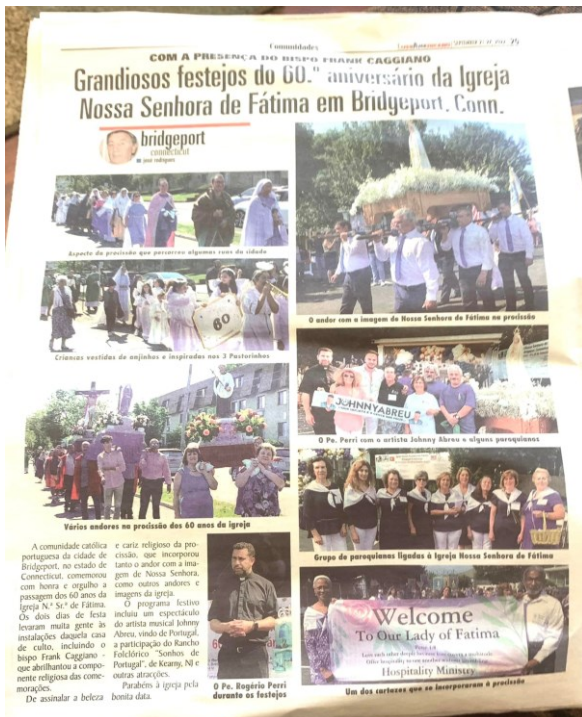 Comunidades
SEPTEMBER
25
COM A PRESENÇA DO BISPO FRANK CAGGIANO
Grandiosos festejos do 60.º aniversário da Igreja
Nossa Senhora de Fátima em Bridgeport, Conn.
bridgeport
connecticut
josé rodrigues
Aspecto da procissão que percorreu algumas ruas da cidade
60
Crianças vestidas de anjinhos e inspiradas nos 3 Pastorinhos
Vários andores na procissão dos 60 anos da igreja
A comunidade católica
portuguesa da cidade de
Bridgeport, no estado de
Connecticut, comemorou
com honra e orgulho a
passagem dos 60 anos da
Igreja N.ª Sr.ª de Fátima.
Os dois dias de festa
levaram muita gente às
instalações daquela casa
de culto, incluindo o
bispo Frank Caggiano -
que abrilhantou a compo-
nente religiosa das come-
morações.
De assinalar a beleza
e cariz religioso da pro-
cissão, que incorporou
tanto o andor com a ima-
gem de Nossa Senhora,
como outros andores e
imagens da igreja.
O programa festivo
incluiu um espectáculo
do artista musical Johnny
Abreu, vindo de Portugal,
a participação do Rancho
Folclórico "Sonhos de
Portugal", de Kearny, NJ e
outras atracções.
Parabéns à igreja pela
bonita data.
O Pe. Rogério Perri
durante os festejos
O andor com a imagem de Nossa Senhora de Fátima na procissão
JOHNNYABREU
O Pe. Perri com o artista Johnny Abreu e alguns paroquianos
Grupo de paroquianas ligadas à Igreja Nossa Senhora de Fátima
Welcome
To Our Lady of Fatima
Hospitality Ministry
Um dos cartazes que se incorporaram à procissão